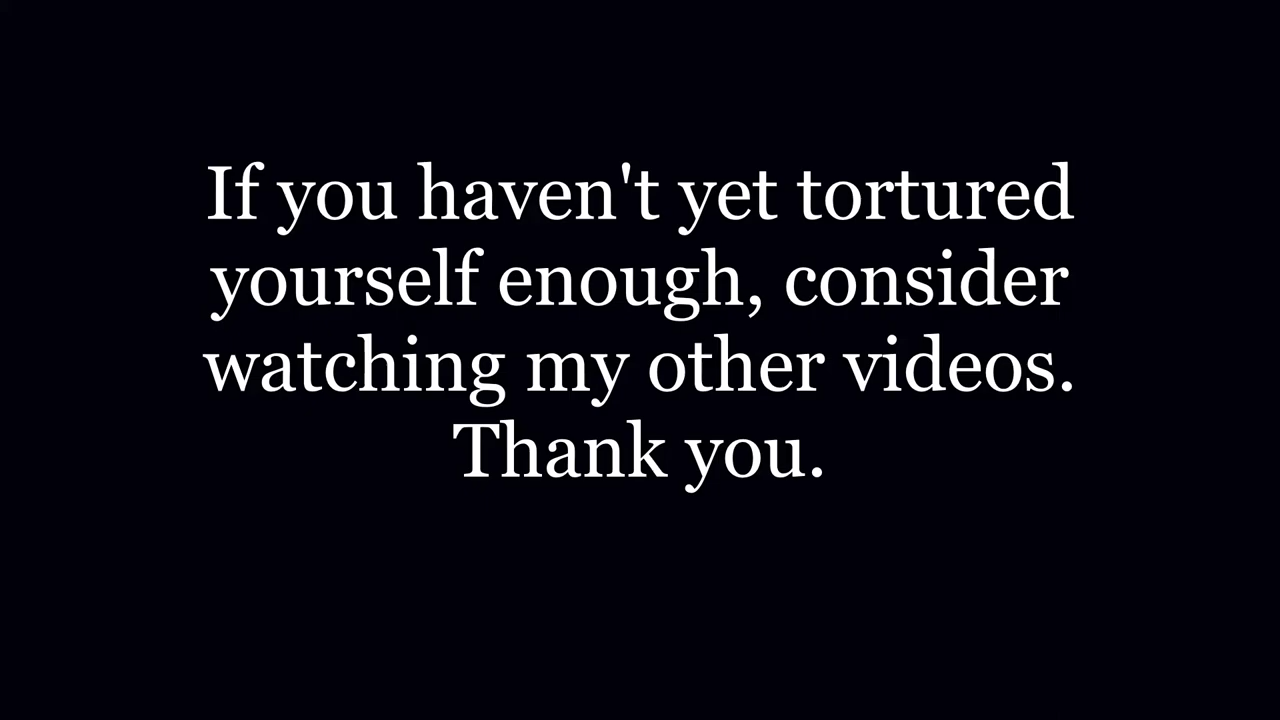 If you haven't yet tortured
yourself enough, consider
watching my other videos.
Thank you.